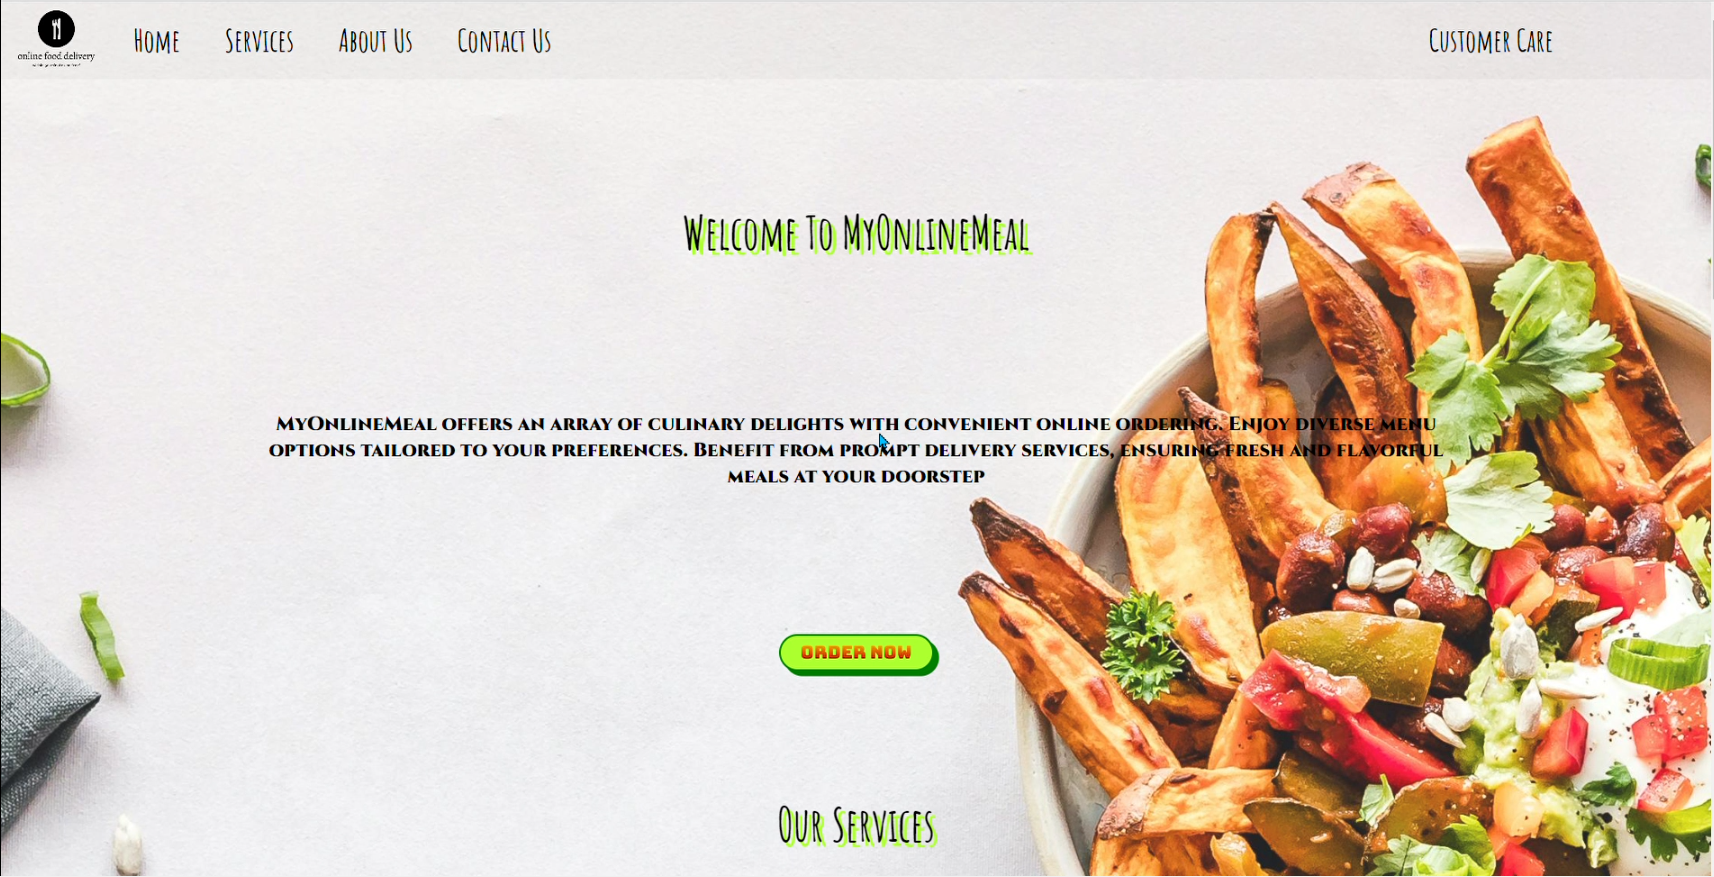 online food delivery
Home
Services
About Us
Contact Us
Customer Care
Welcome To MyOnlineMeal
MyOnlineMeal offers an array of culinary delights with convenient online ordering. Enjoy diverse menu
options tailored to your preferences. Benefit from prompt delivery services, ensuring fresh and flavorful
meals at your doorstep
ORDER NOW
Our Services